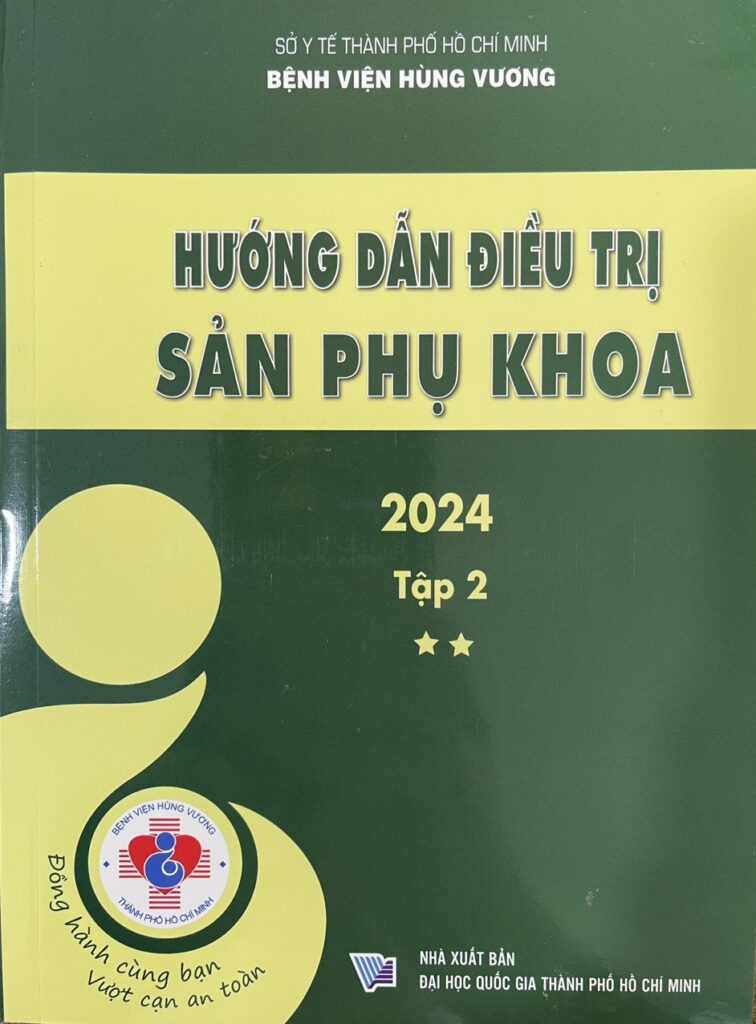 SỞ Y TẾ THÀNH PHỐ HỒ CHÍ MINH
BỆNH VIỆN HÙNG VƯƠNG
HƯỚNG DẪN ĐIỀU TRỊ
SẢN PHỤ KHOA
2024
Tập 2
BỆNH VIỆN HÙNG VƯƠNG
THÀNH PHỐ HỒ CHÍ MINH
Đồng hành cùng bạn
Vượt cạn an toàn
NHÀ XUẤT BẢN
ĐẠI HỌC QUỐC GIA THÀNH PHỐ HỒ CHÍ MINH